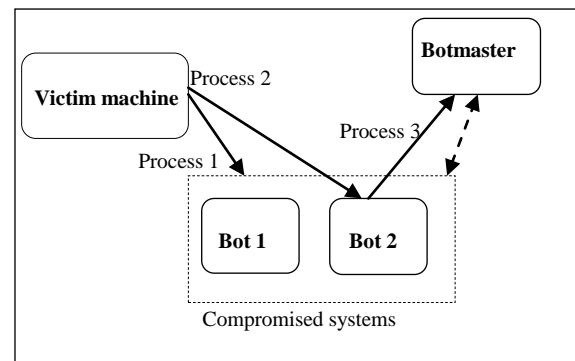 Botmaster
Victim machine
Process 2
Process 3
Process 1
Bot 1
Bot 2
Compromised systems